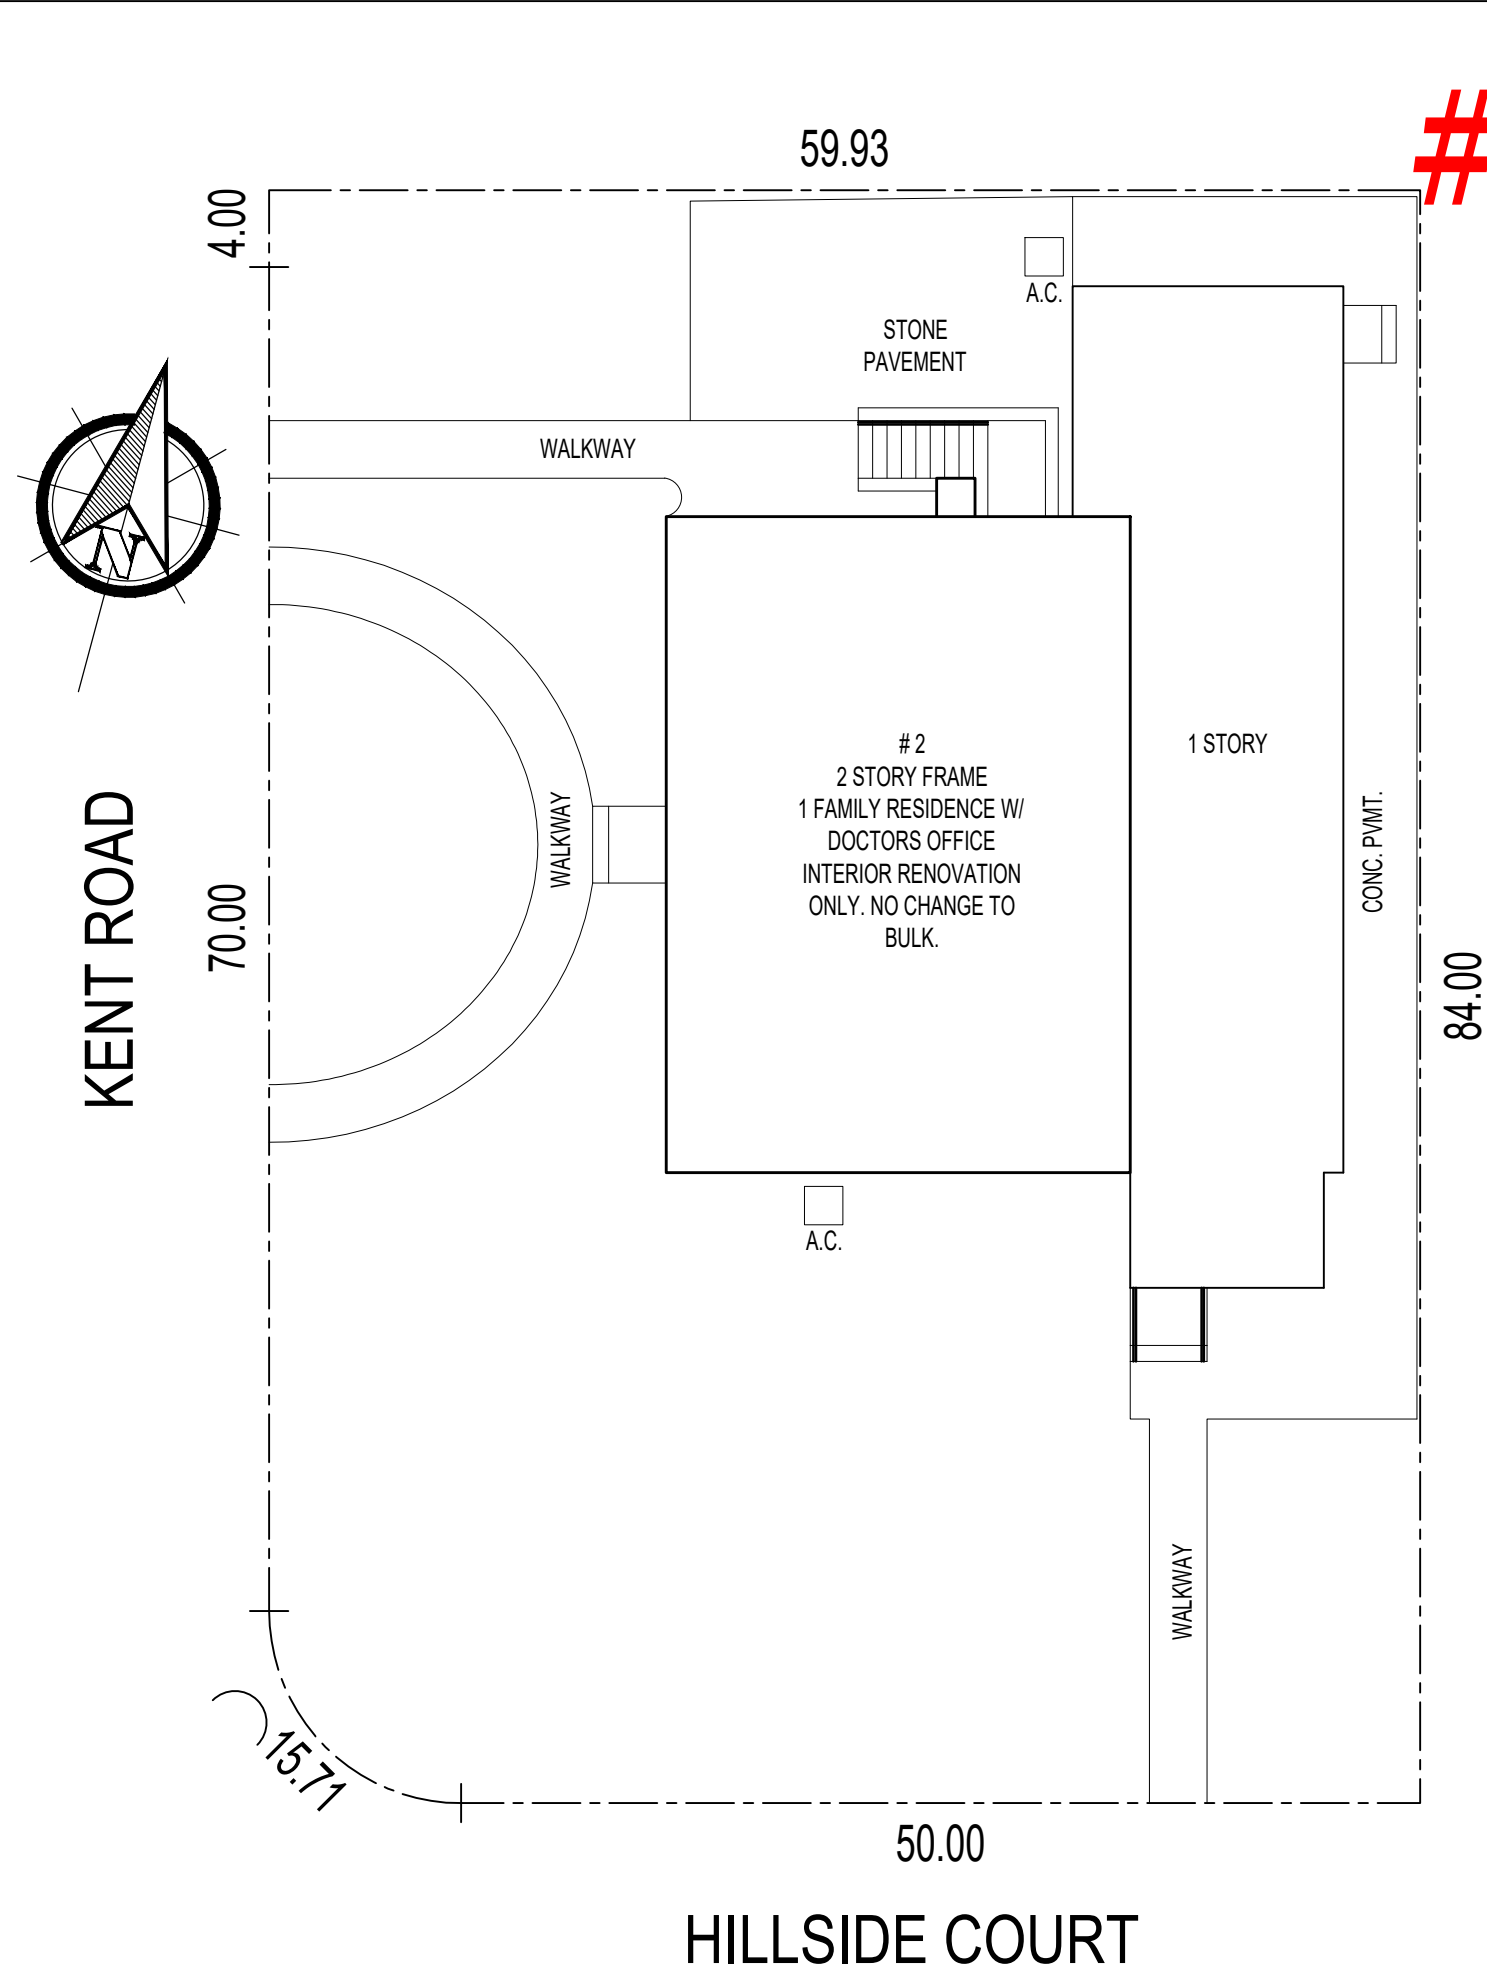 #
59.93
4.00
A.C.
STONE
PAVEMENT
WALKWAY
N
# 2
2 STORY FRAME
1 FAMILY RESIDENCE W/
DOCTORS OFFICE
INTERIOR RENOVATION
ONLY. NO CHANGE TO
BULK.
1 STORY
WALKWAY
CONC. PVMT.
KENT ROAD
70.00
84.00
A.C.
WALKWAY
15.71
50.00
HILLSIDE COURT